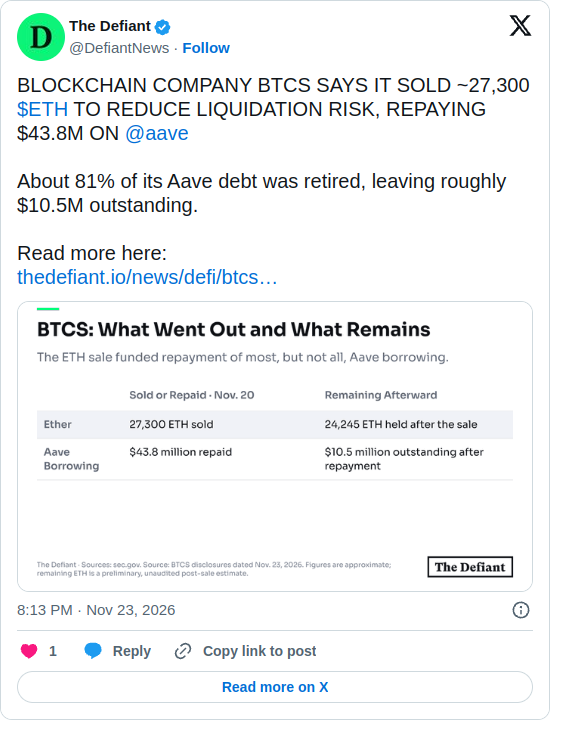 D
The Defiant
@DefiantNews · Follow
X
BLOCKCHAIN COMPANY BTCS SAYS IT SOLD ~27,300
$ETH TO REDUCE LIQUIDATION RISK, REPAYING
$43.8M ON @aave
About 81% of its Aave debt was retired, leaving roughly
$10.5M outstanding.
Read more here:
thedefiant.io/news/defi/btcs…
BTCS: What Went Out and What Remains
The ETH sale funded repayment of most, but not all, Aave borrowing.
Sold or Repaid · Nov. 20 Remaining Afterward
Ether 27,300 ETH sold 24,245 ETH held after the sale
Aave $43.8 million repaid $10.5 million outstanding after
Borrowing repayment
The Defiant · Sources: sec.gov. Source: BTCS disclosures dated Nov. 23, 2026. Figures are approximate;
remaining ETH is a preliminary, unaudited post-sale estimate.
The Defiant
8:13 PM · Nov 23, 2026
1 Reply Copy link to post
Read more on X